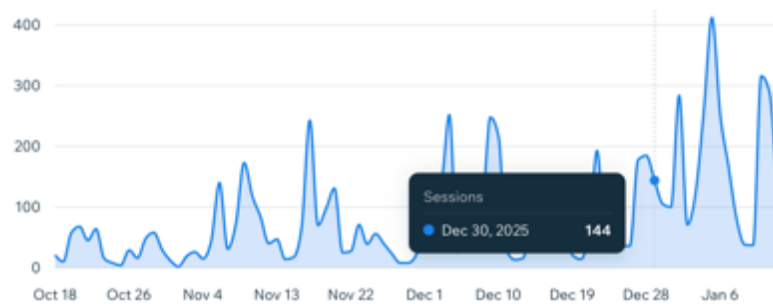 400
300
200
100
0
Sessions
Dec 30, 2025 144
Oct 18 Oct 26 Nov 4 Nov 13 Nov 22 Dec 1 Dec 10 Dec 19 Dec 28 Jan 6